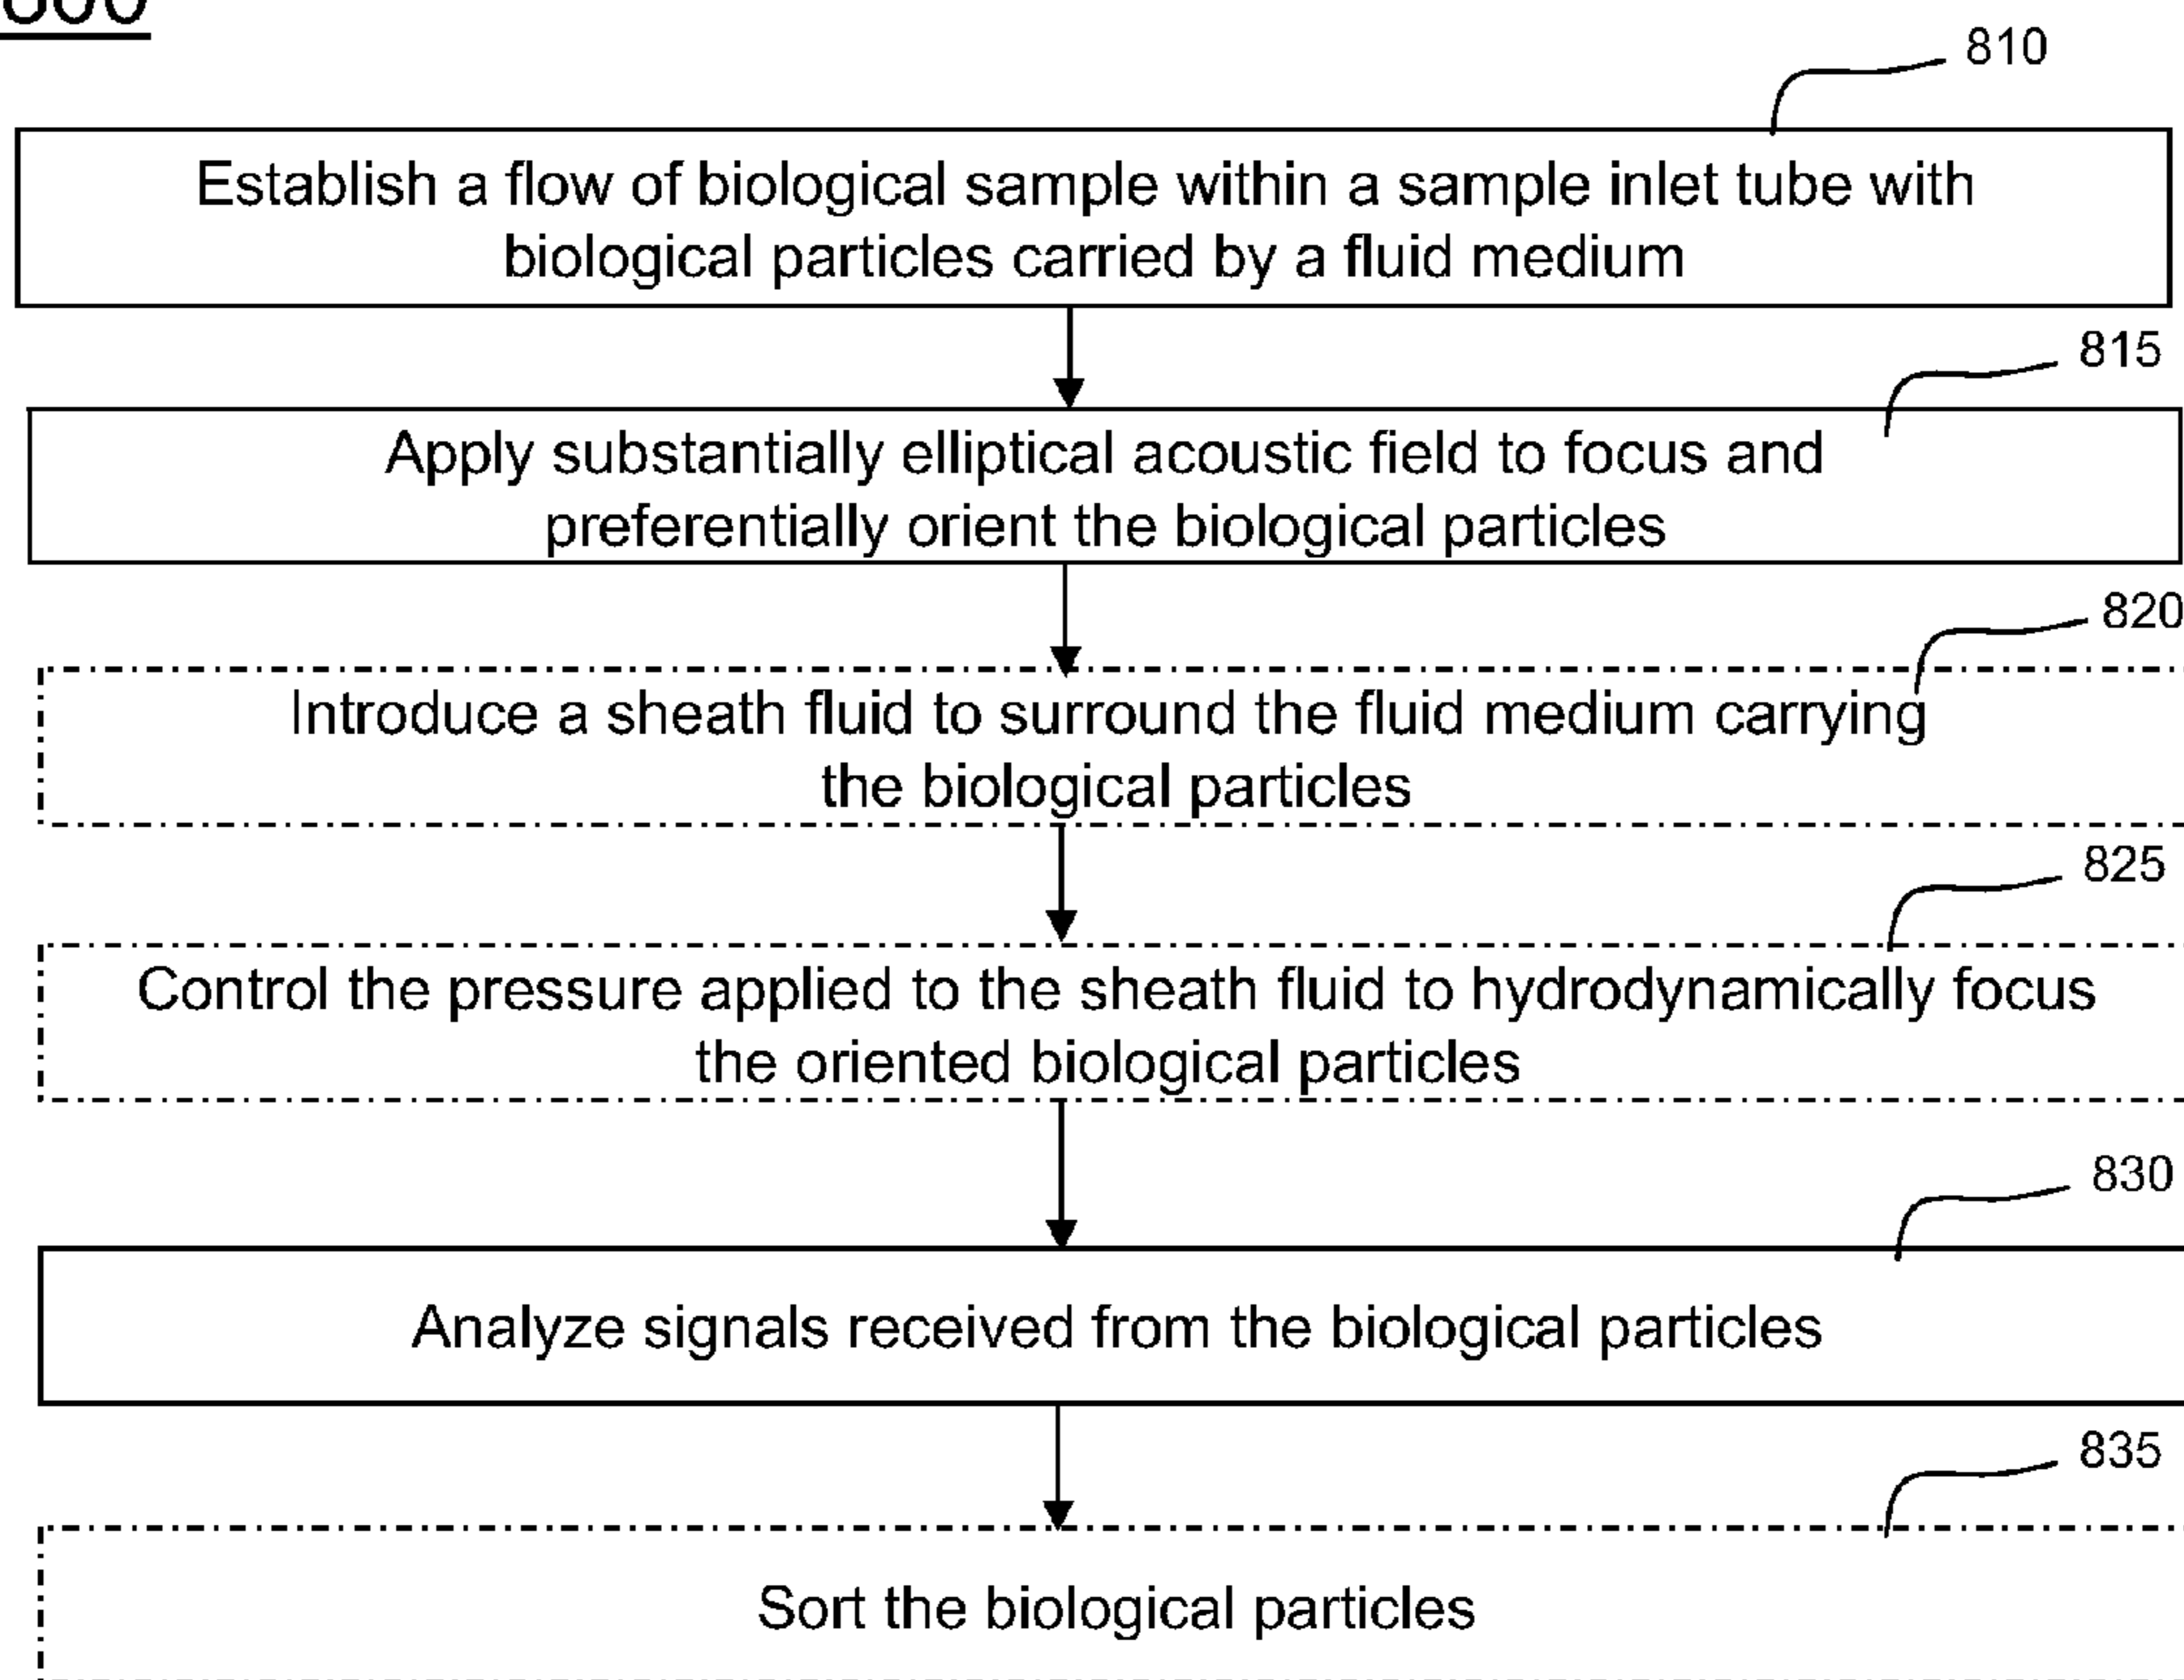 810
Establish a flow of biological sample within a sample inlet tube with
biological particles carried by a fluid medium
815
Apply substantially elliptical acoustic field to focus and
preferentially orient the biological particles
820
Introduce a sheath fluid to surround the fluid medium carrying
the biological particles
825
Control the pressure applied to the sheath fluid to hydrodynamically focus
the oriented biological particles
830
Analyze signals received from the biological particles
835
Sort the biological particles